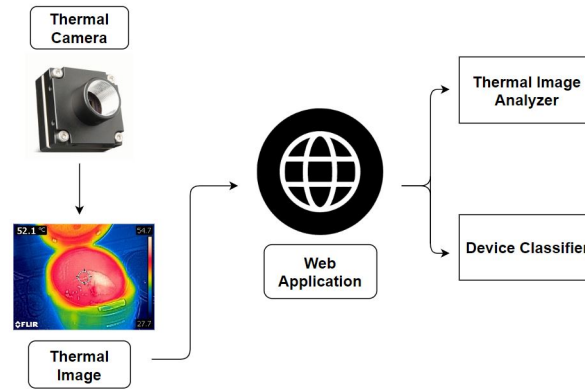 Thermal
Camera
52.1 °C
54.7
27.7
FLIR
Thermal
Image
Web
Application
Thermal Image
Analyzer
Device Classifier